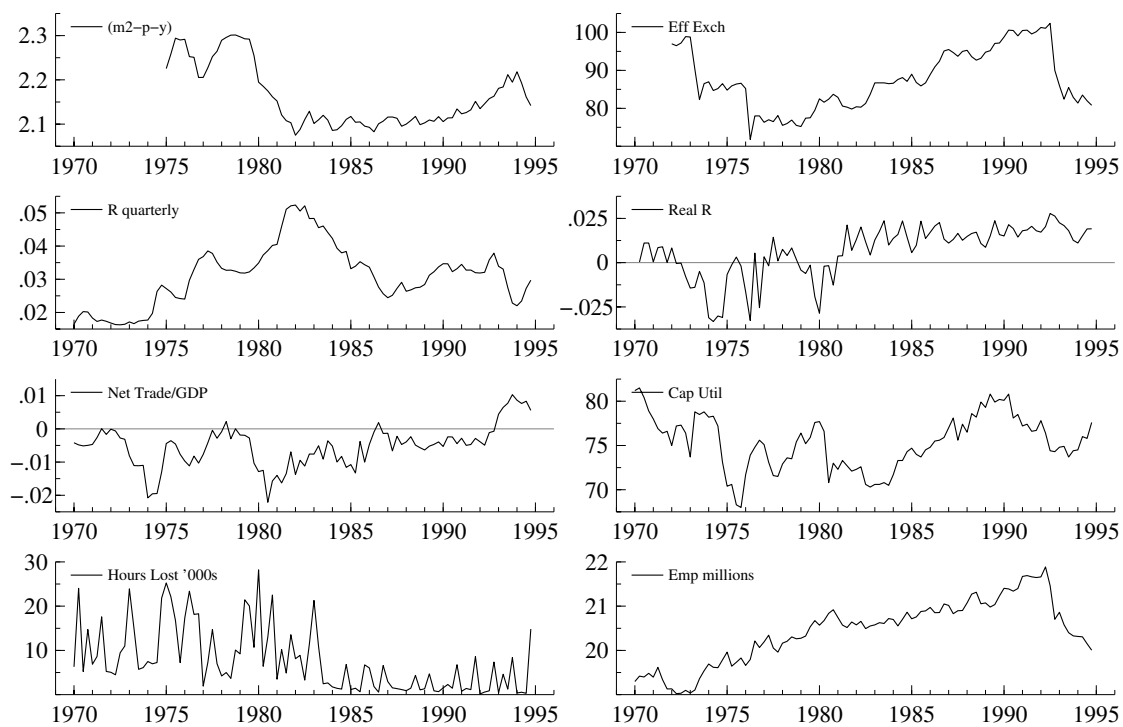 (m2−p−y)
2.3
2.2
2.1
1970 1975 1980 1985 1990 1995
Eff Exch
100
90
80
1970 1975 1980 1985 1990 1995
R quarterly
.05
.04
.03
.02
1970 1975 1980 1985 1990 1995
Real R
.025
0
−.025
1970 1975 1980 1985 1990 1995
Net Trade/GDP
.01
0
−.01
−.02
1970 1975 1980 1985 1990 1995
Cap Util
80
75
70
1970 1975 1980 1985 1990 1995
Hours Lost ’000s
30
20
10
1970 1975 1980 1985 1990 1995
Emp millions
22
21
20
1970 1975 1980 1985 1990 1995